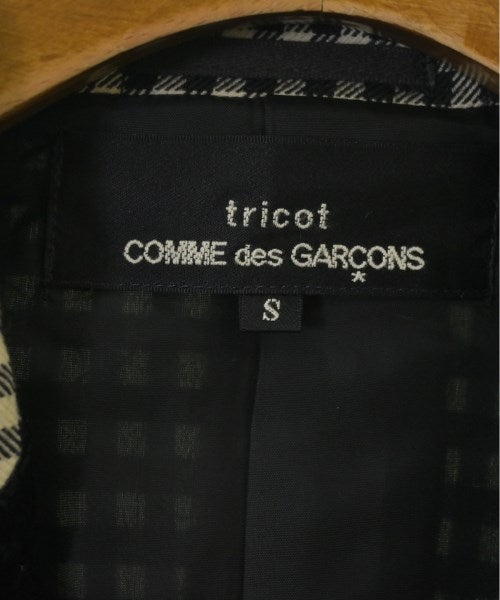 tricot
COMME des GARÇONS
*
S